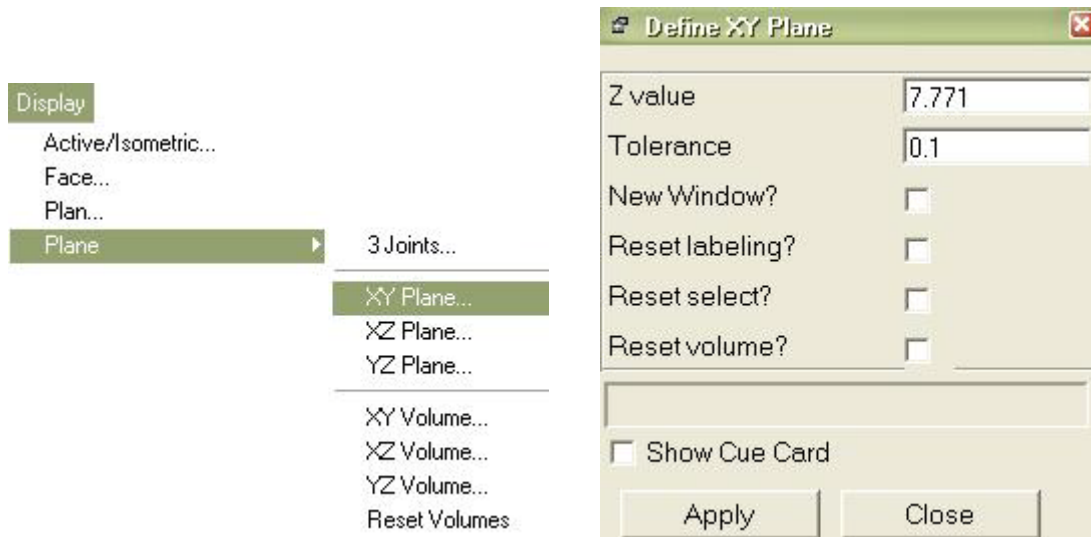 Display
Active/Isometric...
Face...
Plan...
Plane
3 Joints...
XY Plane...
XZ Plane...
YZ Plane...
XY Volume...
XZ Volume...
YZ Volume...
Reset Volumes
Define XY Plane
Z value 7.771
Tolerance 0.1
New Window?
Reset labeling?
Reset select?
Reset volume?
Show Cue Card
Apply Close